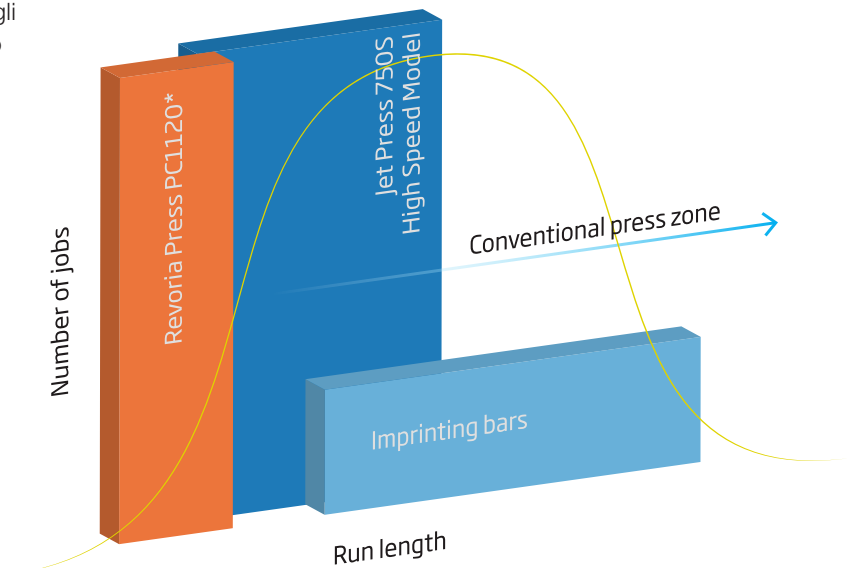 gli
Jet Press 750S
High Speed Model
Revoria Press PC1120*
Conventional press zone
Number of jobs
Imprinting bars
Run length